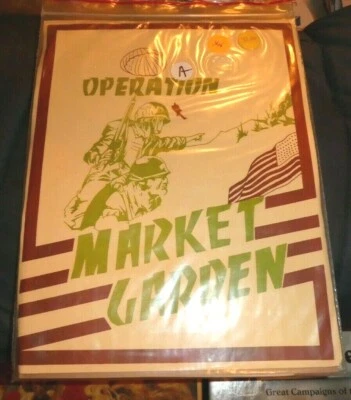 A
OPERATION
MARKET
GARDEN
Great Campaigns of